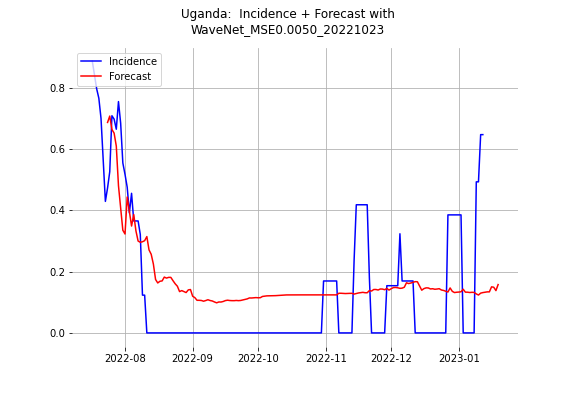 Uganda:  Incidence + Forecast with
WaveNet_MSE0.0050_20221023
Incidence
Forecast
0.8
0.6
0.4
0.2
0.0
2022-08
2022-09
2022-10
2022-11
2022-12
2023-01